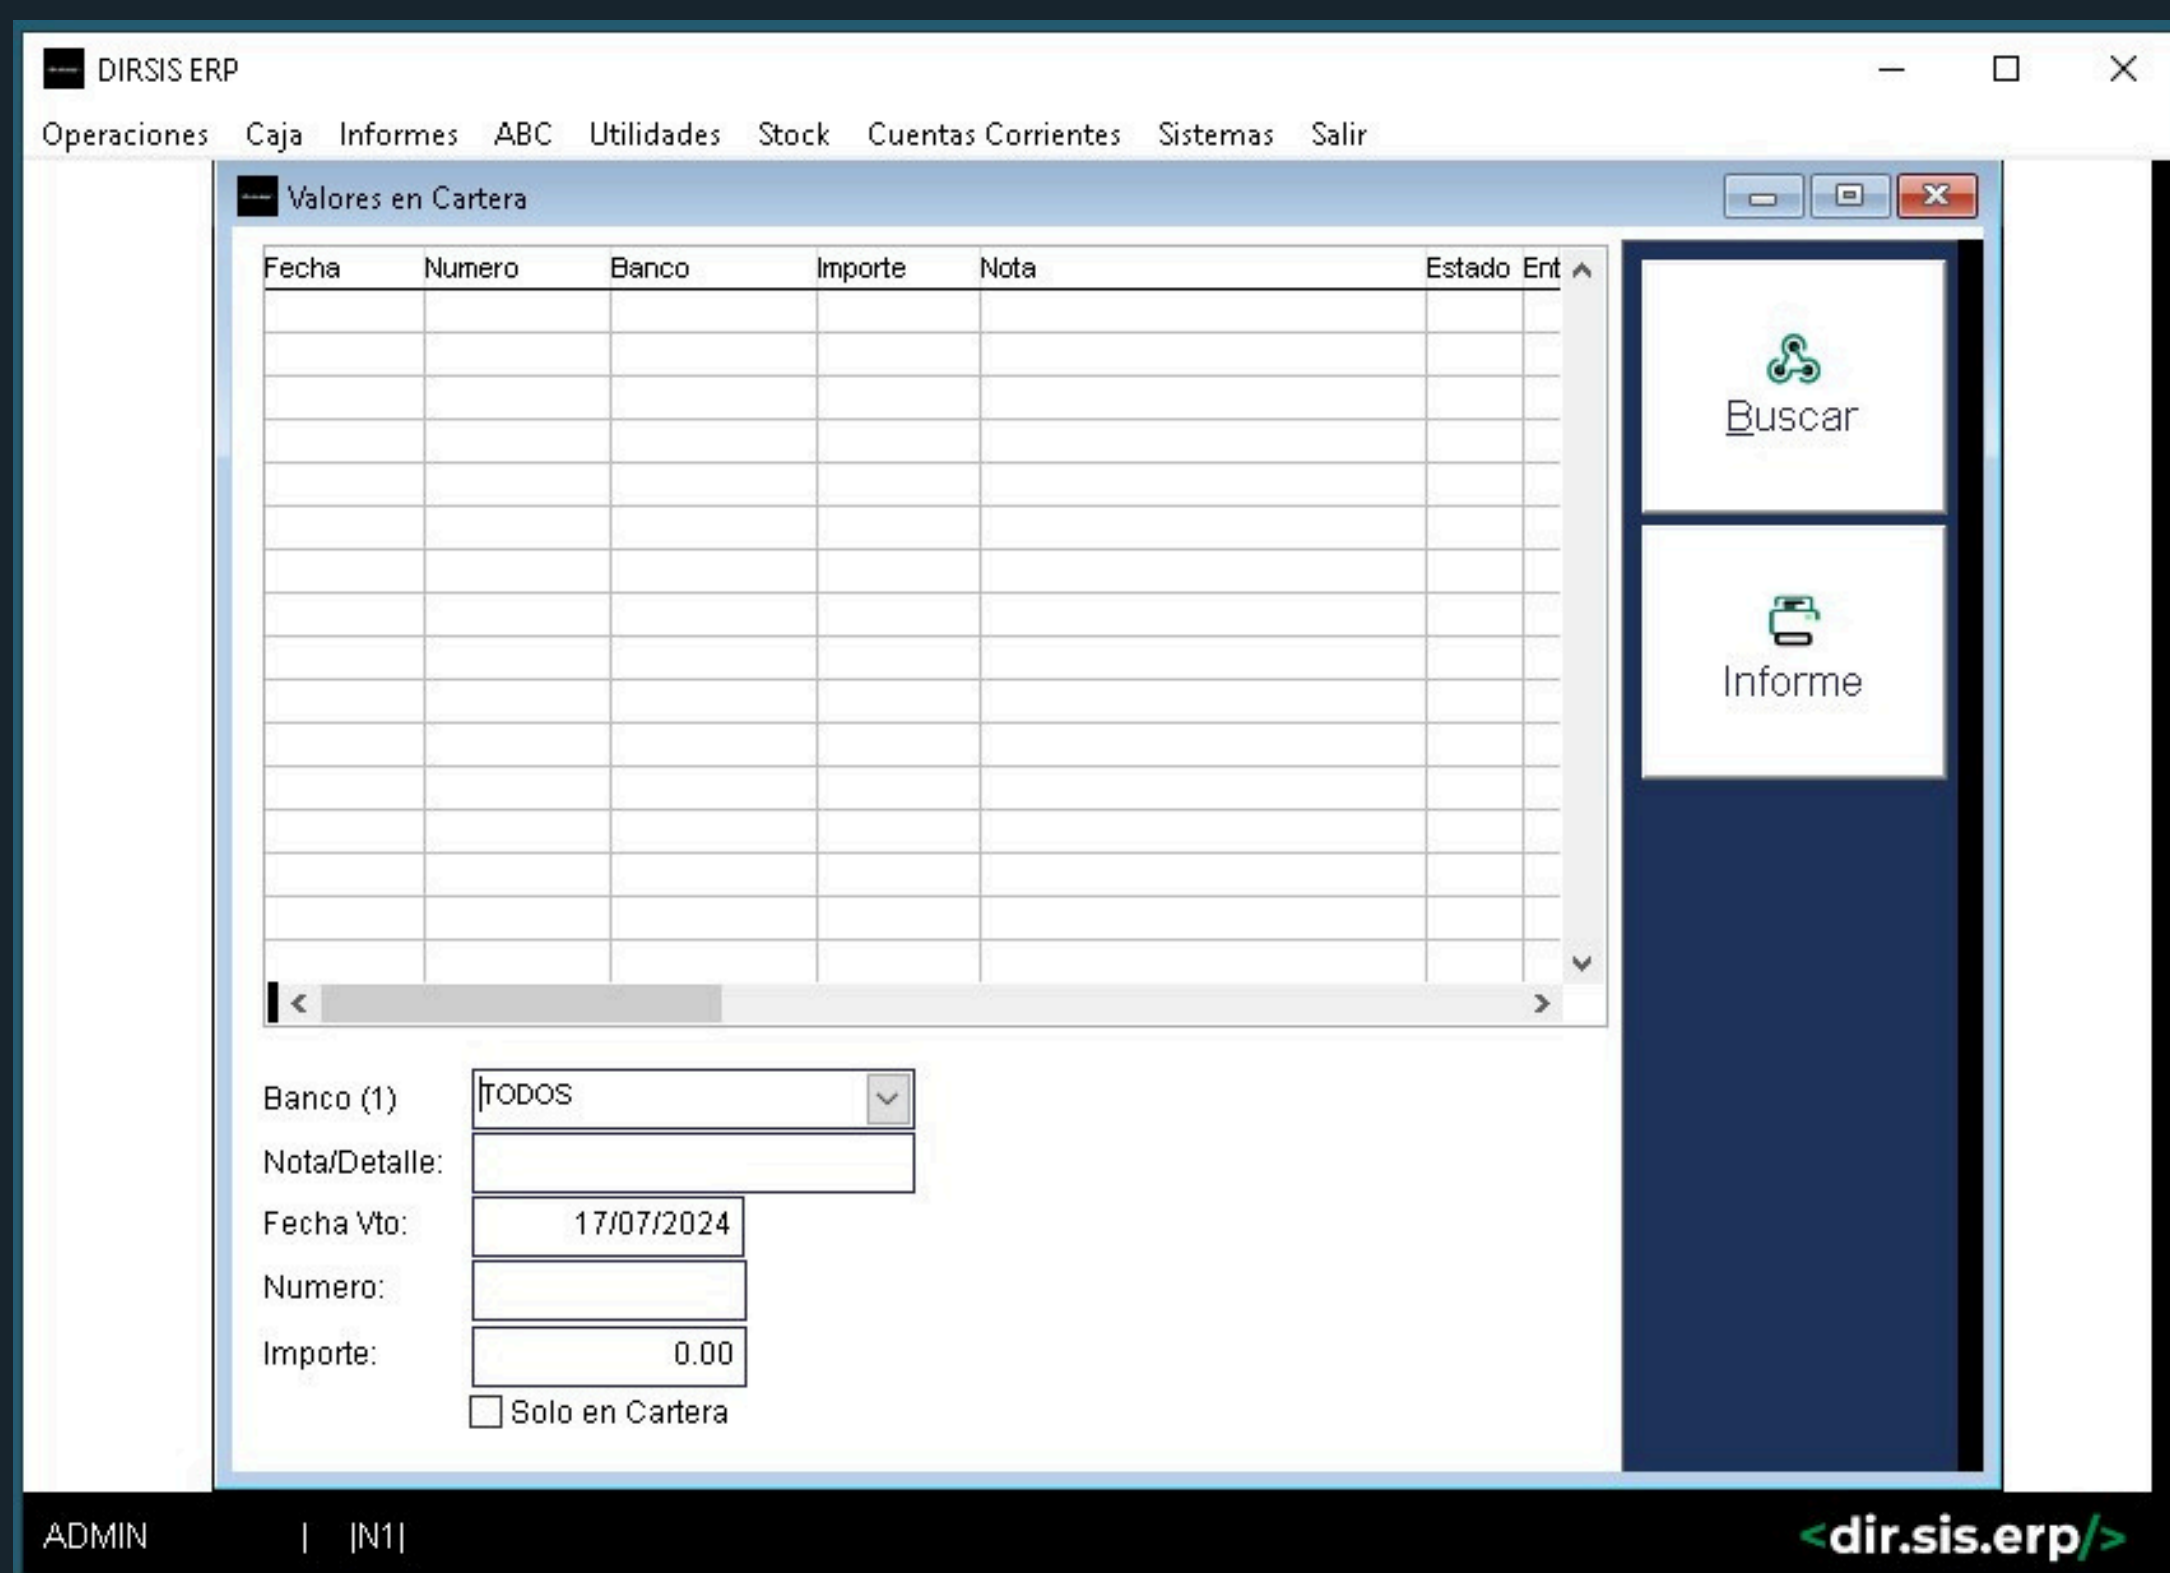 DIRSIS ERP
Operaciones Caja Informes ABC Utilidades Stock Cuentas Corrientes Sistemas Salir
Valores en Cartera
Fecha Numero Banco Importe Nota Estado Ent
Buscar
Informe
Banco (1) TODOS
Nota/Detalle:
Fecha Vto: 17/07/2024
Numero:
Importe: 0.00
Solo en Cartera
ADMIN | |N1|
<dir.sis.erp/>